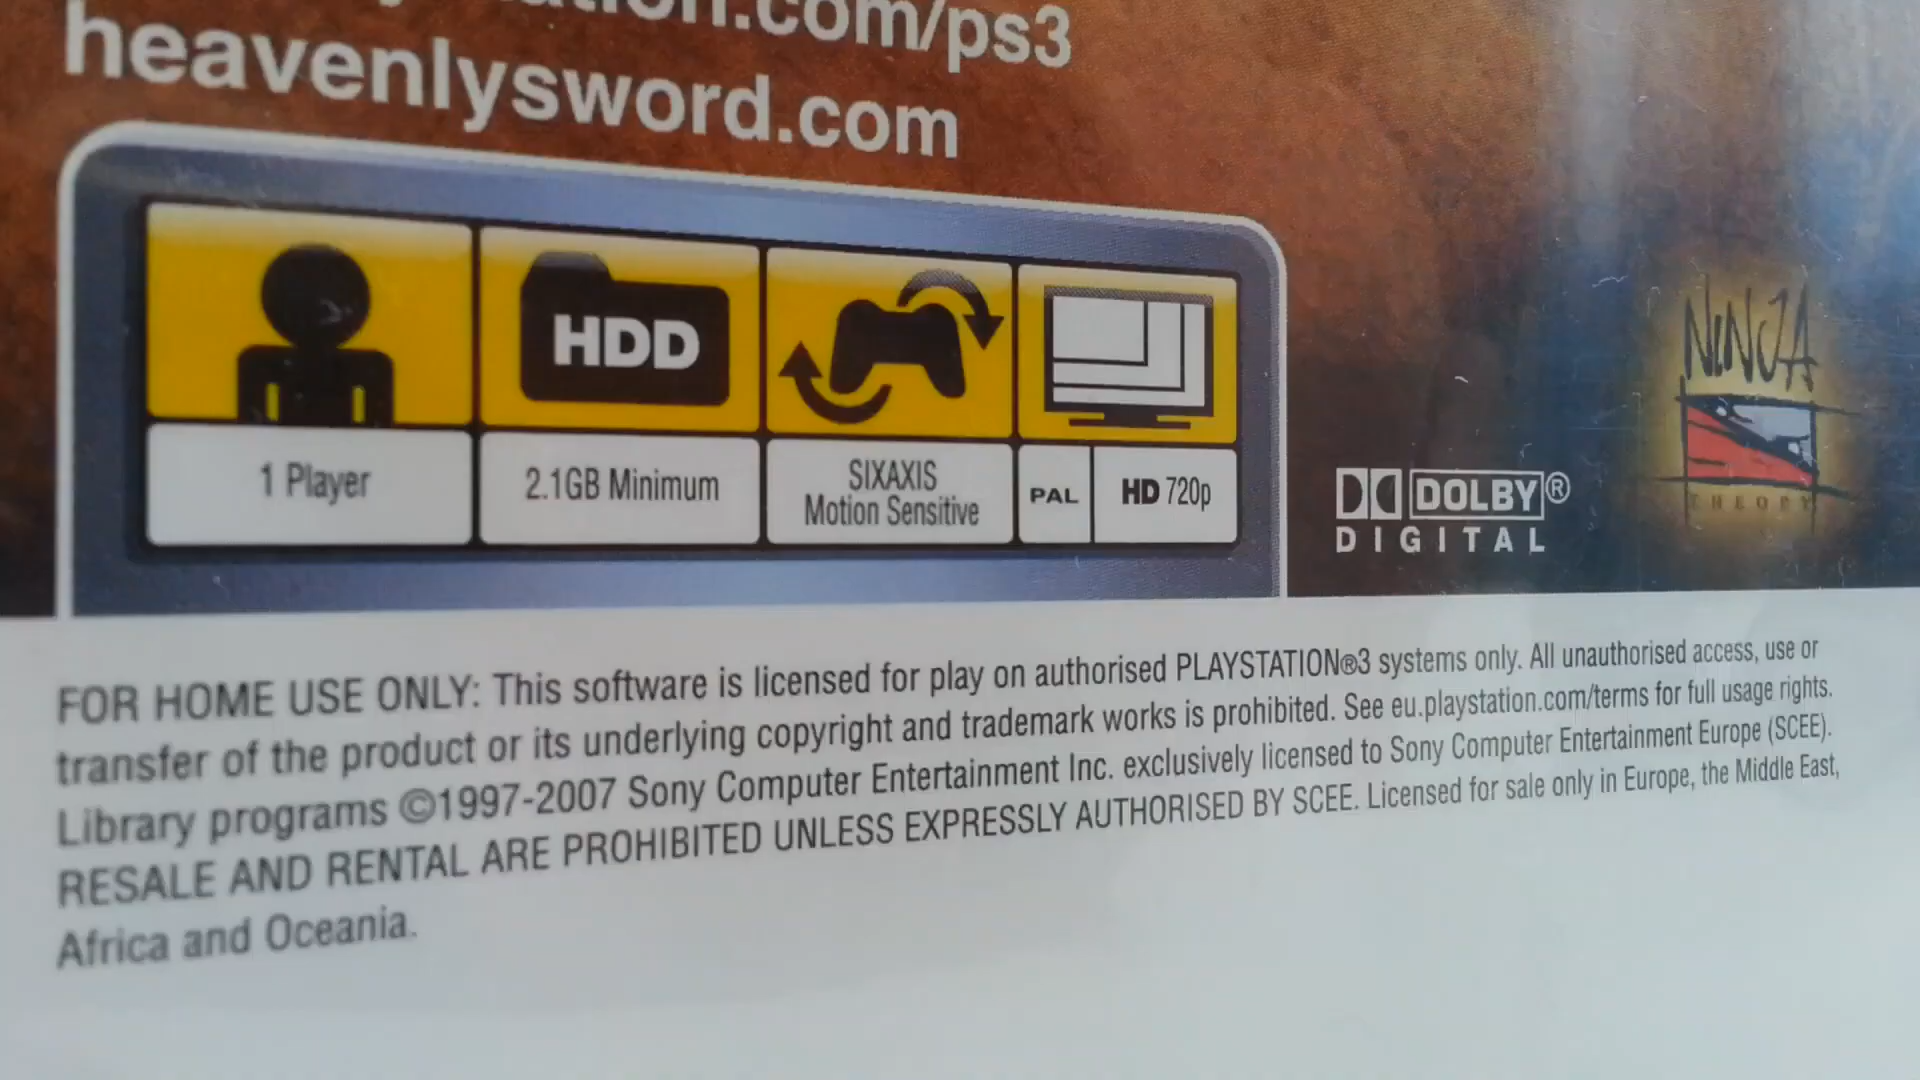 station.com/ps3
heavenlysword.com
HDD
1 Player
2.1GB Minimum
SIXAXIS
Motion Sensitive
PAL
HD 720p
DOLBY®
DIGITAL
NINJA
THEORY
FOR HOME USE ONLY: This software is licensed for play on authorised PLAYSTATION®3 systems only. All unauthorised access, use or
transfer of the product or its underlying copyright and trademark works is prohibited. See eu.playstation.com/terms for full usage rights.
Library programs ©1997-2007 Sony Computer Entertainment Inc. exclusively licensed to Sony Computer Entertainment Europe (SCEE).
RESALE AND RENTAL ARE PROHIBITED UNLESS EXPRESSLY AUTHORISED BY SCEE. Licensed for sale only in Europe, the Middle East,
Africa and Oceania.